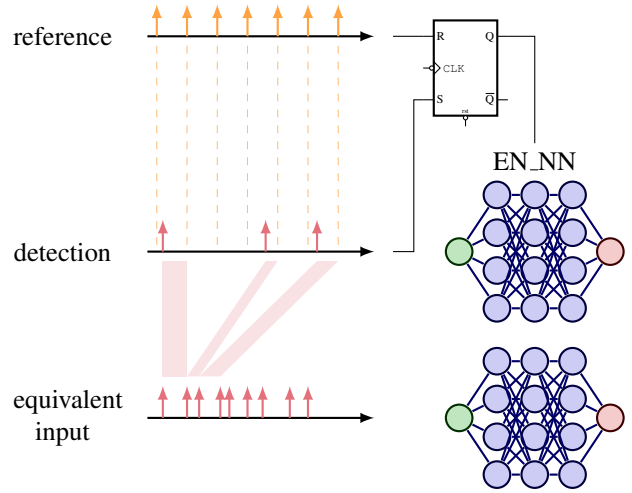 reference
R
Q
CLK
S
Q
rst
EN_NN
detection
equivalent
input